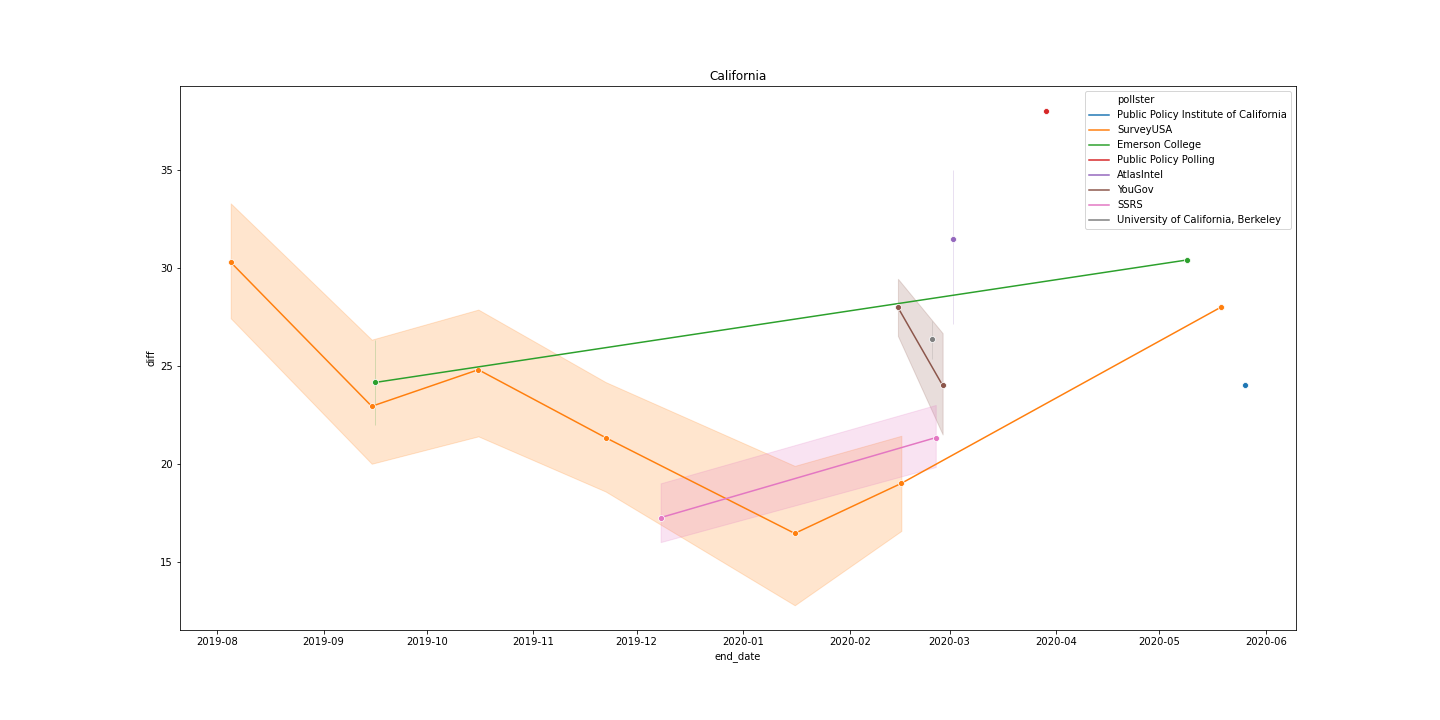 California
pollster
Public Policy Institute of California
SurveyUSA
Emerson College
Public Policy Polling
AtlasIntel
YouGov
SSRS
University of California, Berkeley
35
30
25
20
15
diff
2019-08 2019-09 2019-10 2019-11 2019-12 2020-01 2020-02 2020-03 2020-04 2020-05 2020-06
end_date